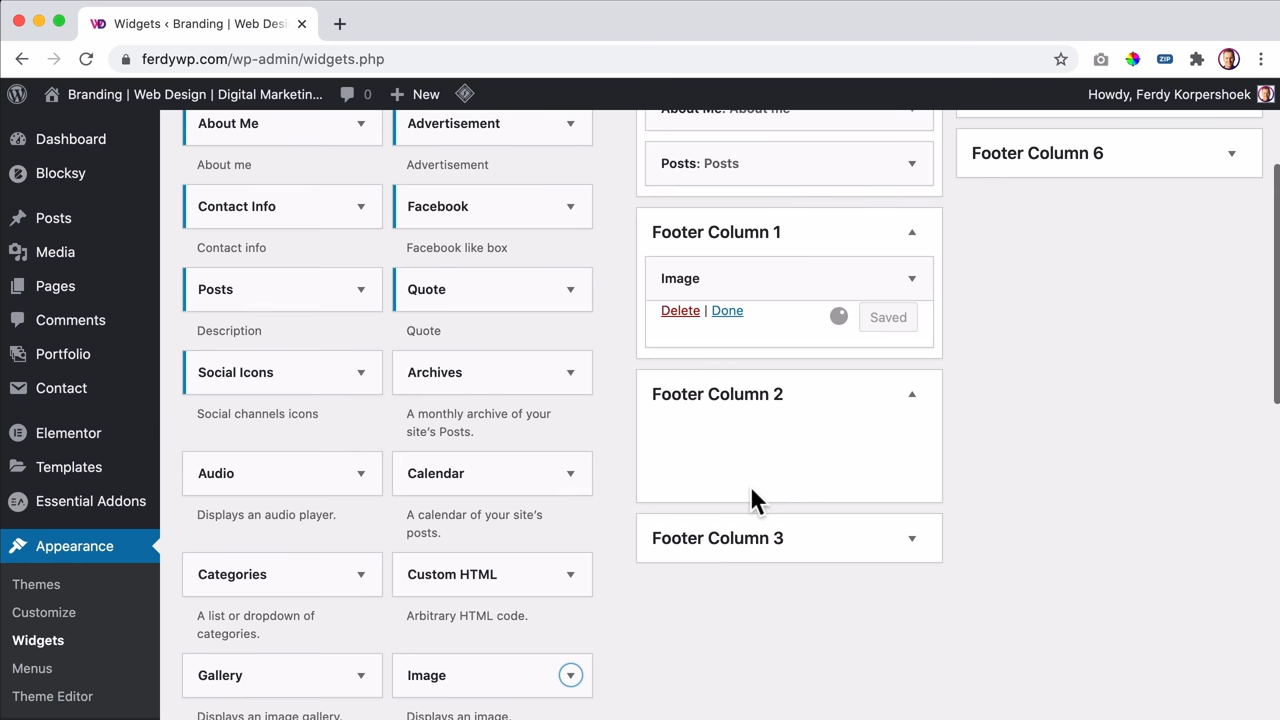 Widgets ‹ Branding | Web Desi
ferdywp.com/wp-admin/widgets.php
ZIP
Branding | Web Design | Digital Marketin...
0
New
Howdy, Ferdy Korpershoek
Dashboard
Blocksy
Posts
Media
Pages
Comments
Portfolio
Contact
Elementor
Templates
Essential Addons
Appearance
Themes
Customize
Widgets
Menus
Theme Editor
About Me
About me
Contact Info
Contact info
Posts
Description
Social Icons
Social channels icons
Audio
Displays an audio player.
Categories
A list or dropdown of
categories.
Gallery
Displays an image gallery.
Advertisement
Advertisement
Facebook
Facebook like box
Quote
Quote
Archives
A monthly archive of your
site's Posts.
Calendar
A calendar of your site's
posts.
Custom HTML
Arbitrary HTML code.
Image
Displays an image.
About Me: About me
Posts: Posts
Footer Column 1
Image
Delete | Done
Saved
Footer Column 2
Footer Column 3
Footer Column 6